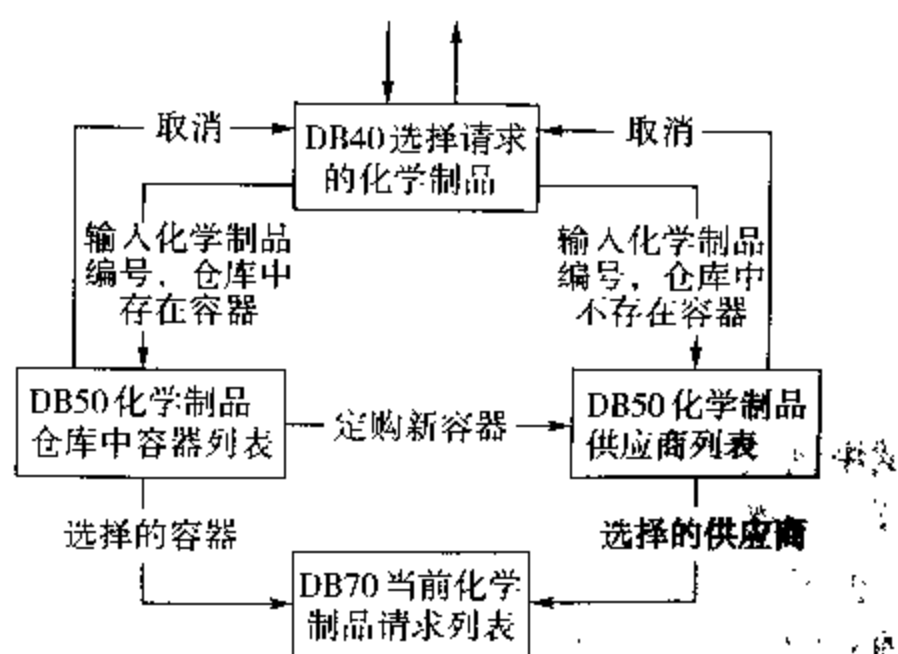 取消
取消
DB40选择请求
的化学制品
输入化学制品
编号，仓库中
存在容器
输入化学制品
编号，仓库中
不存在容器
DB50化学制品
仓库中容器列表
定购新容器
DB50化学制品
供应商列表
选择的容器
选择的供应商
DB70当前化学
制品请求列表